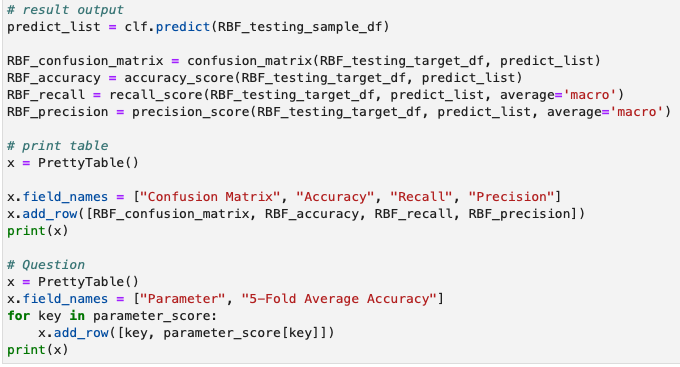 # result output
predict_list = clf.predict(RBF_testing_sample_df)
RBF_confusion_matrix = confusion_matrix(RBF_testing_target_df, predict_list)
RBF_accuracy = accuracy_score(RBF_testing_target_df, predict_list)
RBF_recall = recall_score(RBF_testing_target_df, predict_list, average='macro')
RBF_precision = precision_score(RBF_testing_target_df, predict_list, average='macro')
# print table
x = PrettyTable()
x.field_names = ["Confusion Matrix", "Accuracy", "Recall", "Precision"]
x.add_row([RBF_confusion_matrix, RBF_accuracy, RBF_recall, RBF_precision])
print(x)
# Question
x = PrettyTable()
x.field_names = ["Parameter", "5-Fold Average Accuracy"]
for key in parameter_score:
    x.add_row([key, parameter_score[key]])
print(x)